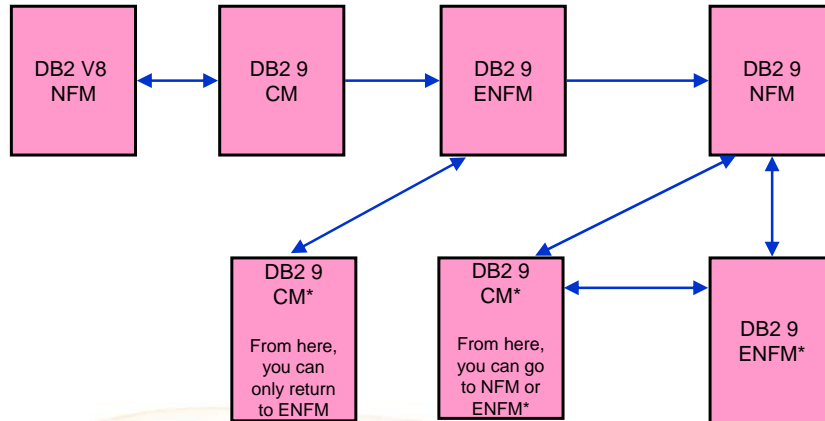 DB2 V8
NFM
DB2 9
CM
DB2 9
ENFM
DB2 9
NFM
DB2 9
CM*
From here,
you can
only return
to ENFM
DB2 9
CM*
From here,
you can go
to NFM or
ENFM*
DB2 9
ENFM*